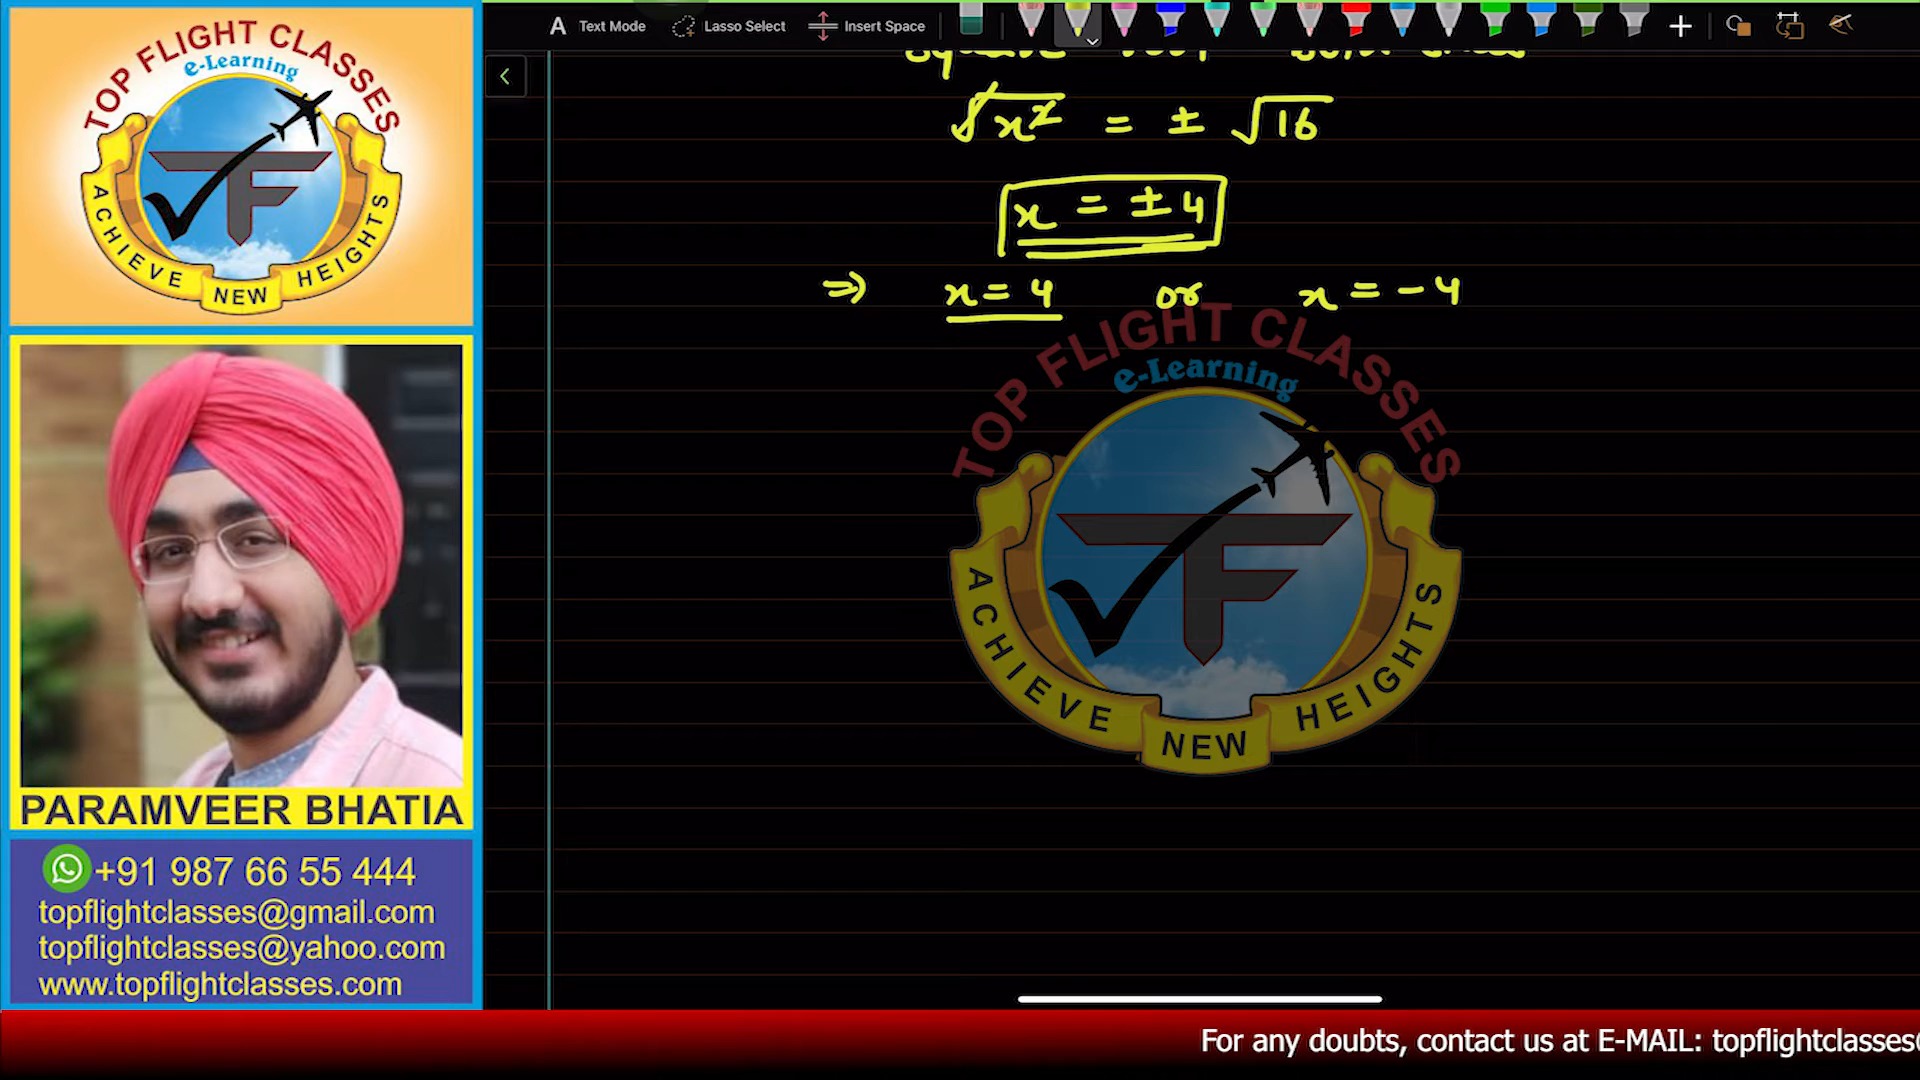 TOP FLIGHT CLASSES
e-Learning
TF
ACHIEVE NEW HEIGHTS
PARAMVEER BHATIA
+91 987 66 55 444
topflightclasses@gmail.com
topflightclasses@yahoo.com
www.topflightclasses.com
A Text Mode Lasso Select Insert Space
√x² = ± √16
x = ±4
⇒ x = 4 or x = -4
TOP FLIGHT CLASSES
e-Learning
TF
ACHIEVE NEW HEIGHTS
For any doubts, contact us at E-MAIL: topflightclasses